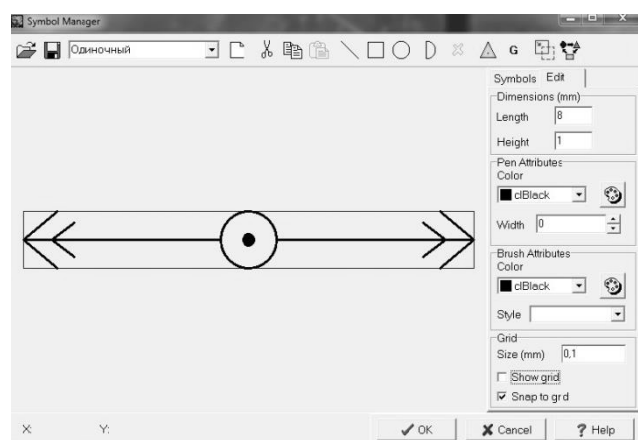 Symbol Manager
Одиночный
G
Symbols Edit
Dimensions (mm)
Length 8
Height 1
Pen Attributes
Color
clBlack
Width 0
Brush Attributes
Color
clBlack
Style
Grid
Size (mm) 0,1
Show grid
Snap to grd
X: Y:
OK Cancel ? Help